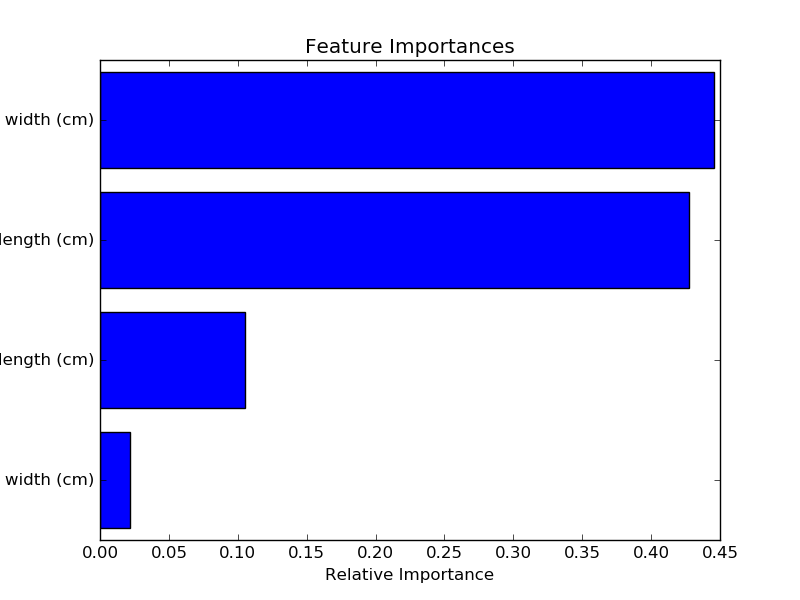 Feature Importances
width (cm)
length (cm)
length (cm)
width (cm)
0.00 0.05 0.10 0.15 0.20 0.25 0.30 0.35 0.40 0.45
Relative Importance